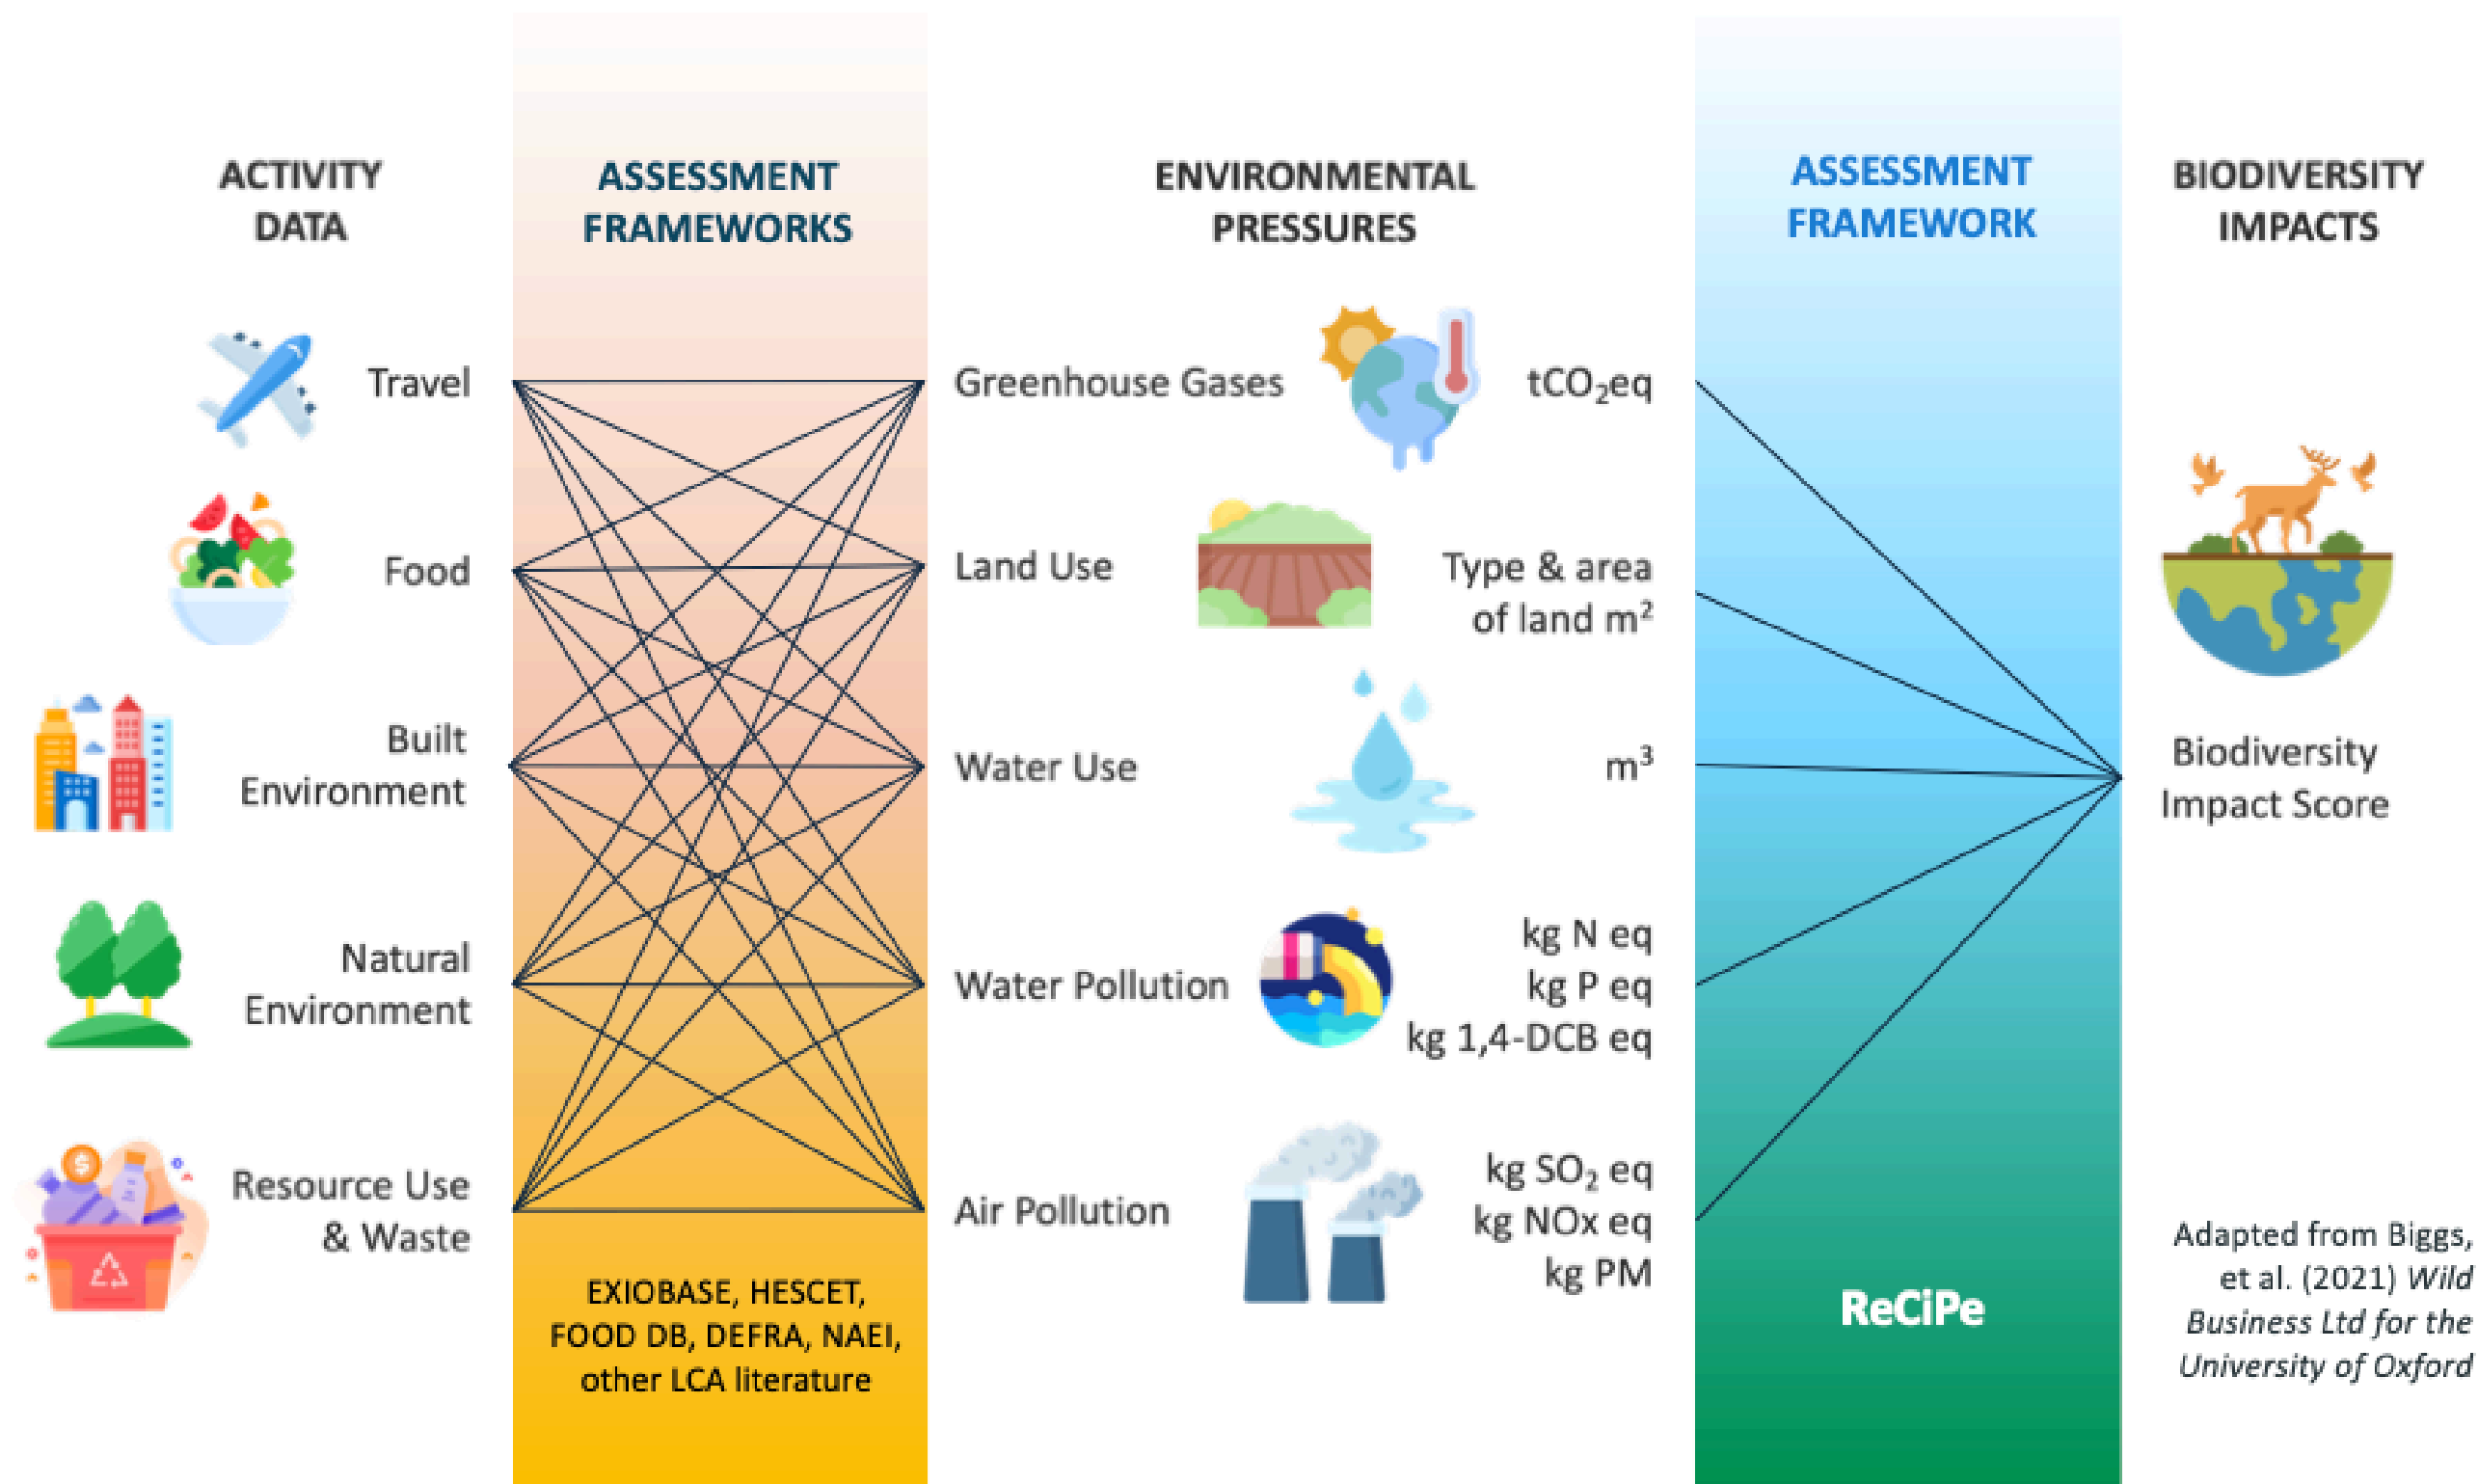 ACTIVITY
DATA
ASSESSMENT
FRAMEWORKS
ENVIRONMENTAL
PRESSURES
ASSESSMENT
FRAMEWORK
BIODIVERSITY
IMPACTS
Travel
Food
Built
Environment
Natural
Environment
Resource Use
& Waste
EXIOBASE, HESCET,
FOOD DB, DEFRA, NAEI,
other LCA literature
Greenhouse Gases
tCO₂eq
Land Use
Type & area
of land m²
Water Use
m³
Water Pollution
kg N eq
kg P eq
kg 1,4-DCB eq
Air Pollution
kg SO₂ eq
kg NOx eq
kg PM
ReCiPe
Biodiversity
Impact Score
Adapted from Biggs,
et al. (2021) Wild
Business Ltd for the
University of Oxford